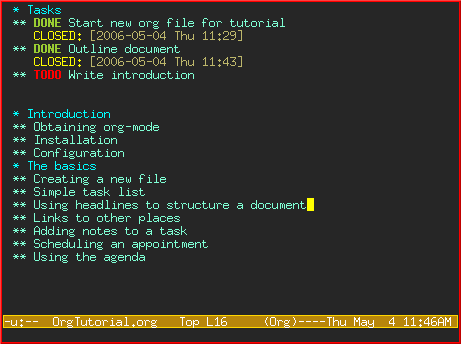 * Tasks
** DONE Start new org file for tutorial
CLOSED: [2006-05-04 Thu 11:29]
** DONE Outline document
CLOSED: [2006-05-04 Thu 11:43]
** TODO Write introduction
* Introduction
** Obtaining org-mode
** Installation
** Configuration
* The basics
** Creating a new file
** Simple task list
** Using headlines to structure a document
** Links to other places
** Adding notes to a task
** Scheduling an appointment
** Using the agenda
-u:-- OrgTutorial.org Top L16 (Org)----Thu May 4 11:46AM